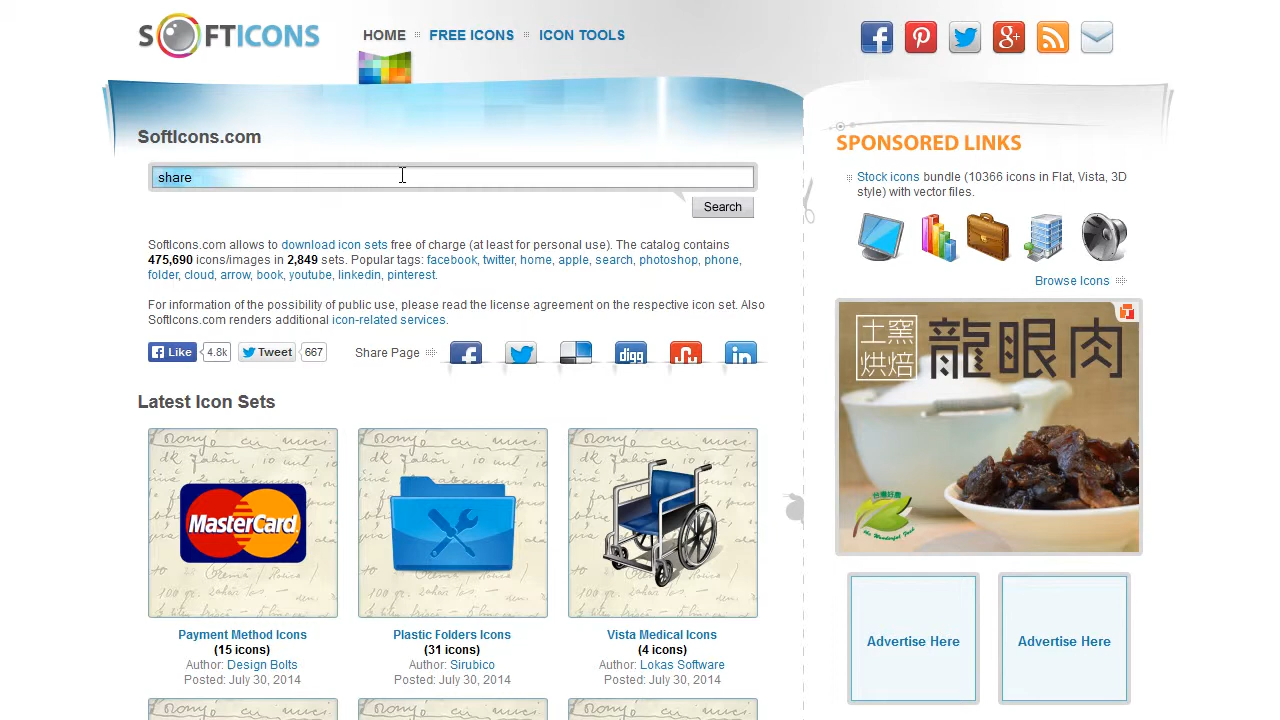 SOFTICONS
HOME
FREE ICONS
ICON TOOLS
SoftIcons.com
share
Search
SoftIcons.com allows to download icon sets free of charge (at least for personal use). The catalog contains
475,690 icons/images in 2,849 sets. Popular tags: facebook, twitter, home, apple, search, photoshop, phone,
folder, cloud, arrow, book, youtube, linkedin, pinterest.
For information of the possibility of public use, please read the license agreement on the respective icon set. Also
SoftIcons.com renders additional icon-related services.
Like 4.8k Tweet 667 Share Page
digg
in
Latest Icon Sets
MasterCard
Payment Method Icons
(15 icons)
Author: Design Bolts
Posted: July 30, 2014
Plastic Folders Icons
(31 icons)
Author: Sirubico
Posted: July 30, 2014
Vista Medical Icons
(4 icons)
Author: Lokas Software
Posted: July 30, 2014
SPONSORED LINKS
Stock icons bundle (10366 icons in Flat, Vista, 3D
style) with vector files.
Browse Icons
土窯
烘焙
龍眼肉
Advertise Here
Advertise Here